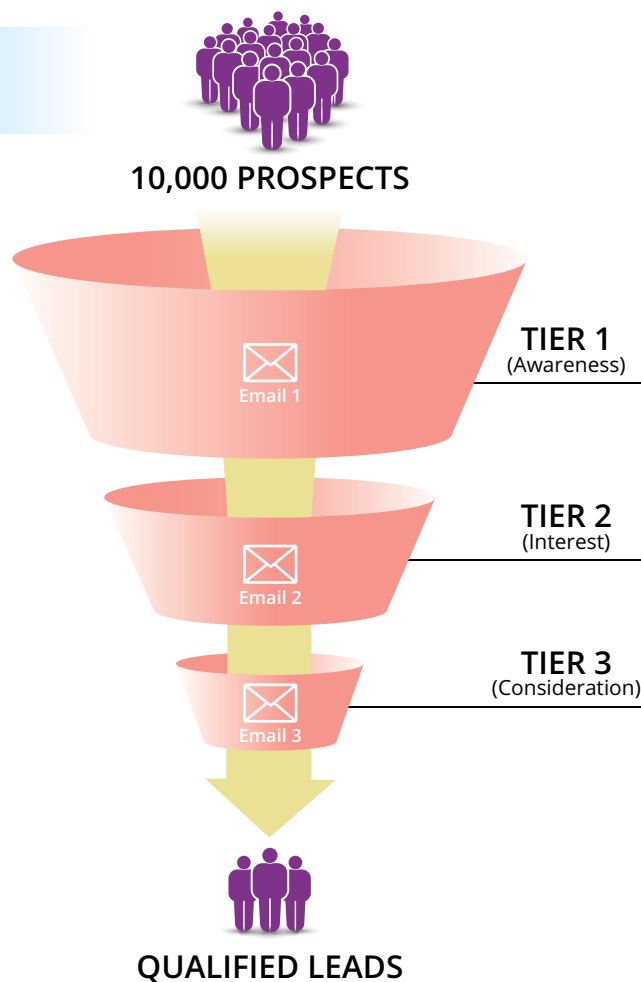 10,000 PROSPECTS
TIER 1
(Awareness)
Email 1
TIER 2
(Interest)
Email 2
TIER 3
(Consideration)
Email 3
QUALIFIED LEADS